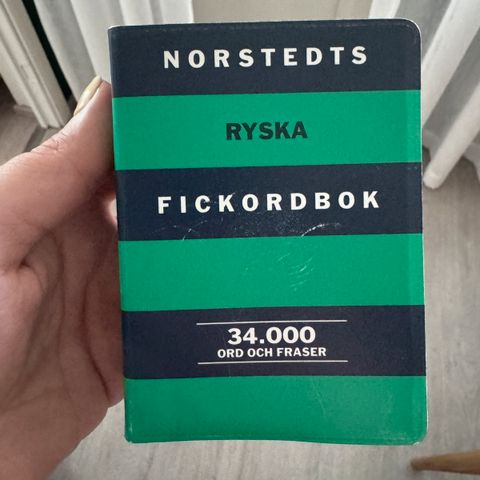 NORSTEDTS
RYSKA
FICKORDBOK
34.000
ORD OCH FRASER